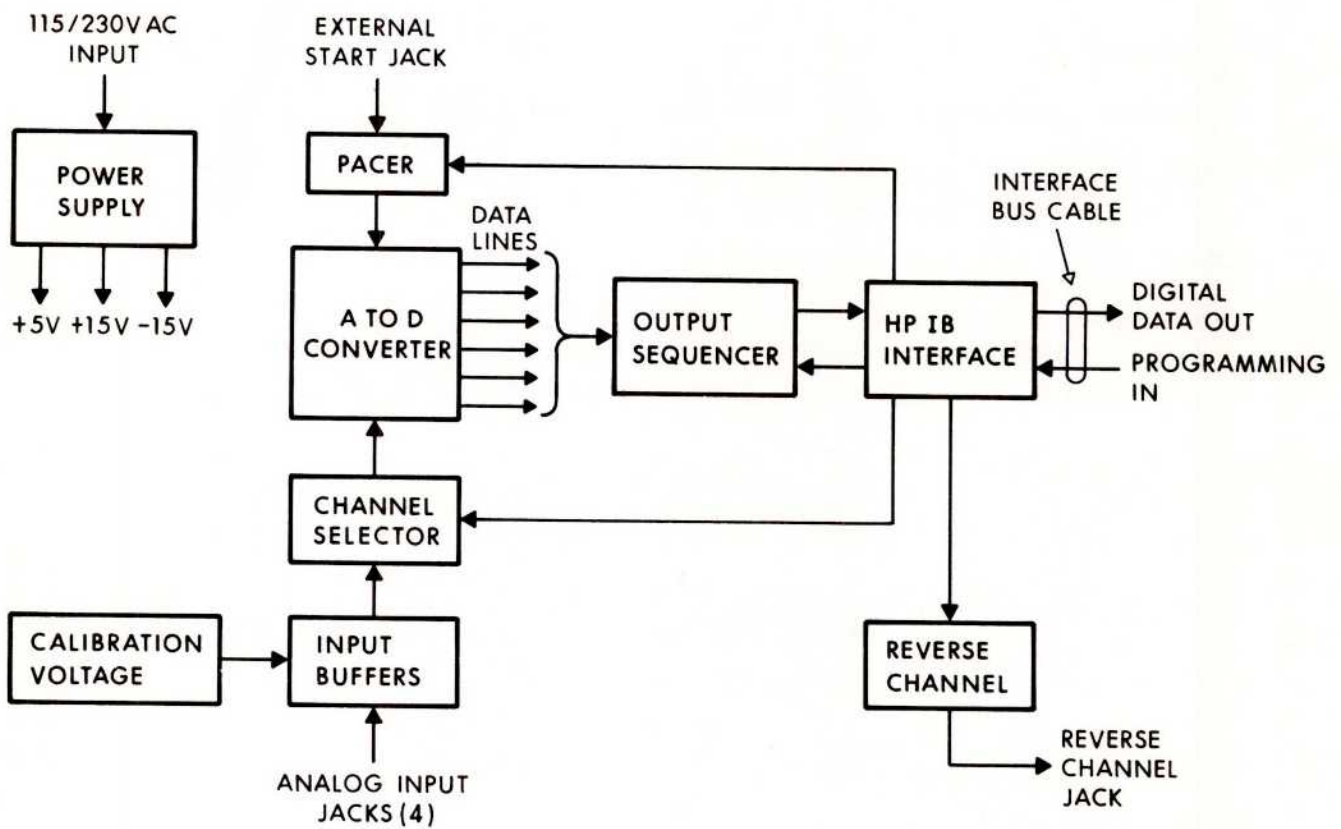 115/230V AC
INPUT
POWER
SUPPLY
+5V +15V -15V
EXTERNAL
START JACK
PACER
DATA
LINES
A TO D
CONVERTER
OUTPUT
SEQUENCER
HP IB
INTERFACE
INTERFACE
BUS CABLE
DIGITAL
DATA OUT
PROGRAMMING
IN
CHANNEL
SELECTOR
CALIBRATION
VOLTAGE
INPUT
BUFFERS
ANALOG INPUT
JACKS (4)
REVERSE
CHANNEL
REVERSE
CHANNEL
JACK